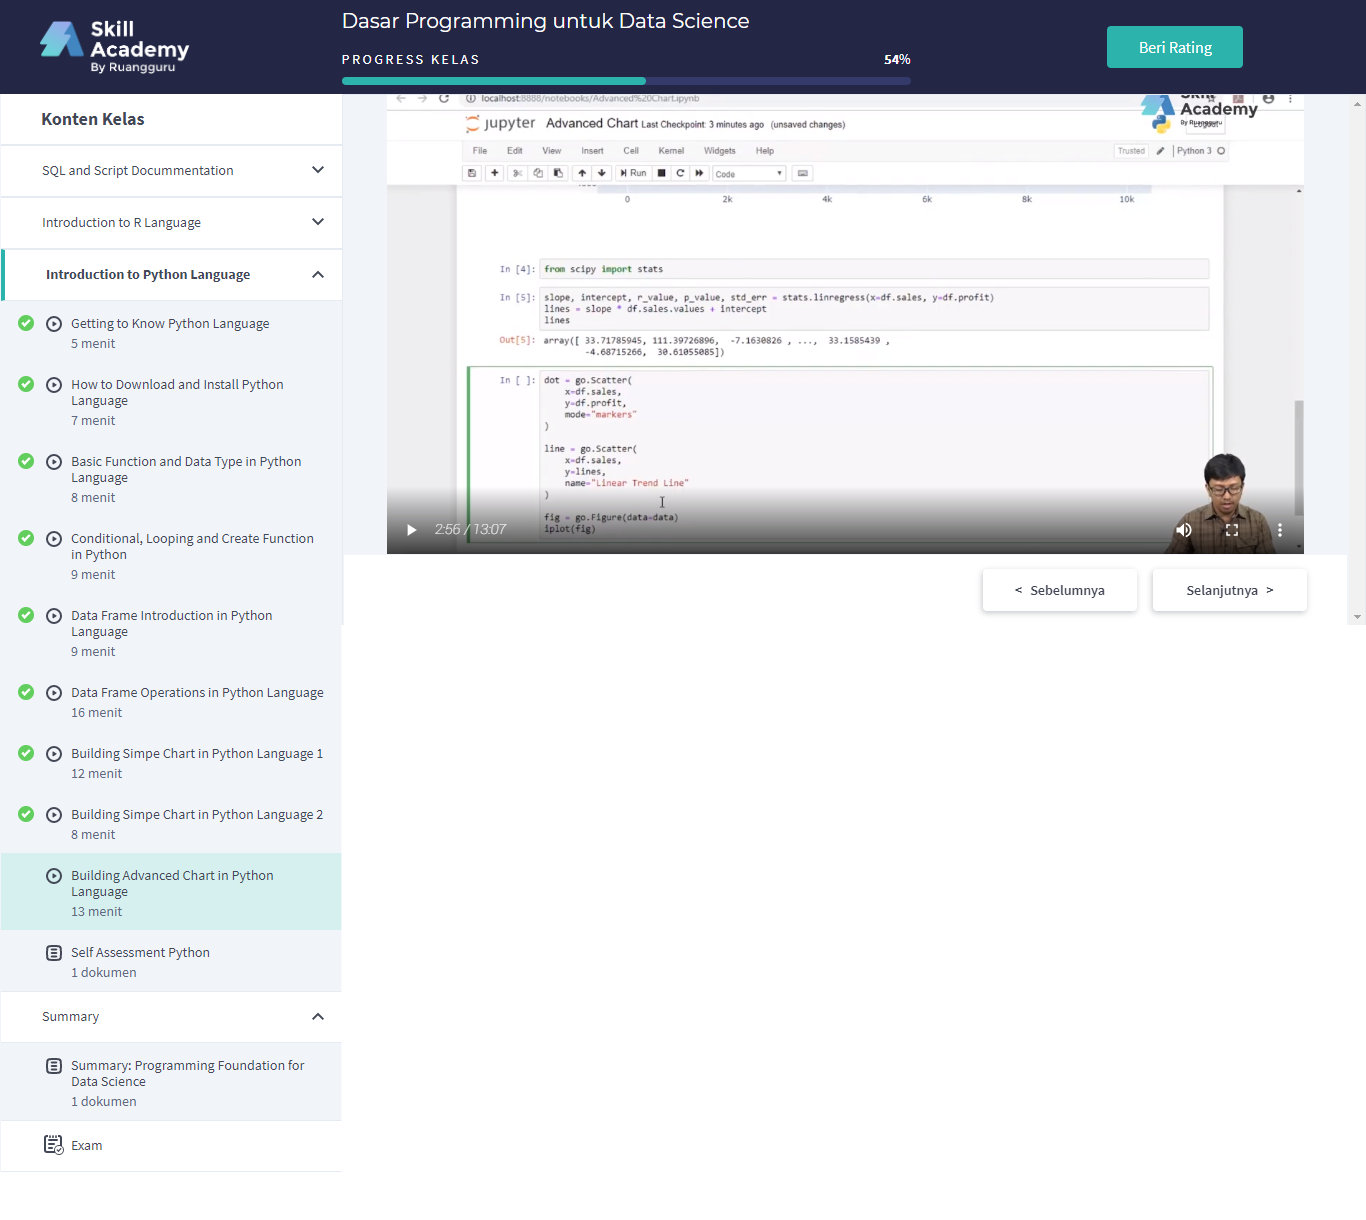 Skill
Academy
By Ruangguru
Dasar Programming untuk Data Science
PROGRESS KELAS
54%
Beri Rating
Konten Kelas
SQL and Script Docummentation
Introduction to R Language
Introduction to Python Language
Getting to Know Python Language
5 menit
How to Download and Install Python
Language
7 menit
Basic Function and Data Type in Python
Language
8 menit
Conditional, Looping and Create Function
in Python
9 menit
Data Frame Introduction in Python
Language
9 menit
Data Frame Operations in Python Language
16 menit
Building Simpe Chart in Python Language 1
12 menit
Building Simpe Chart in Python Language 2
8 menit
Building Advanced Chart in Python
Language
13 menit
Self Assessment Python
1 dokumen
Summary
Summary: Programming Foundation for
Data Science
1 dokumen
Exam
localhost:8888/notebooks/Advanced%20Chart.ipynb
Skill
Academy
By Ruangguru
Logout
jupyter Advanced Chart Last Checkpoint: 3 minutes ago (unsaved changes)
File Edit View Insert Cell Kernel Widgets Help
Trusted Python 3
Run Code
0 2k 4k 6k 8k 10k
In [4]: from scipy import stats
In [5]: slope, intercept, r_value, p_value, std_err = stats.linregress(x=df.sales, y=df.profit)
lines = slope * df.sales.values + intercept
lines
Out[5]: array([ 33.71785945, 111.39726896, -7.1630826 , ..., 33.1585439 ,
-4.68715266, 30.61055085])
In [ ]: dot = go.Scatter(
x=df.sales,
y=df.profit,
mode="markers"
)
line = go.Scatter(
x=df.sales,
y=lines,
name="Linear Trend Line"
)
fig = go.Figure(data=data)
iplot(fig)
2:56 / 13:07
< Sebelumnya
Selanjutnya >